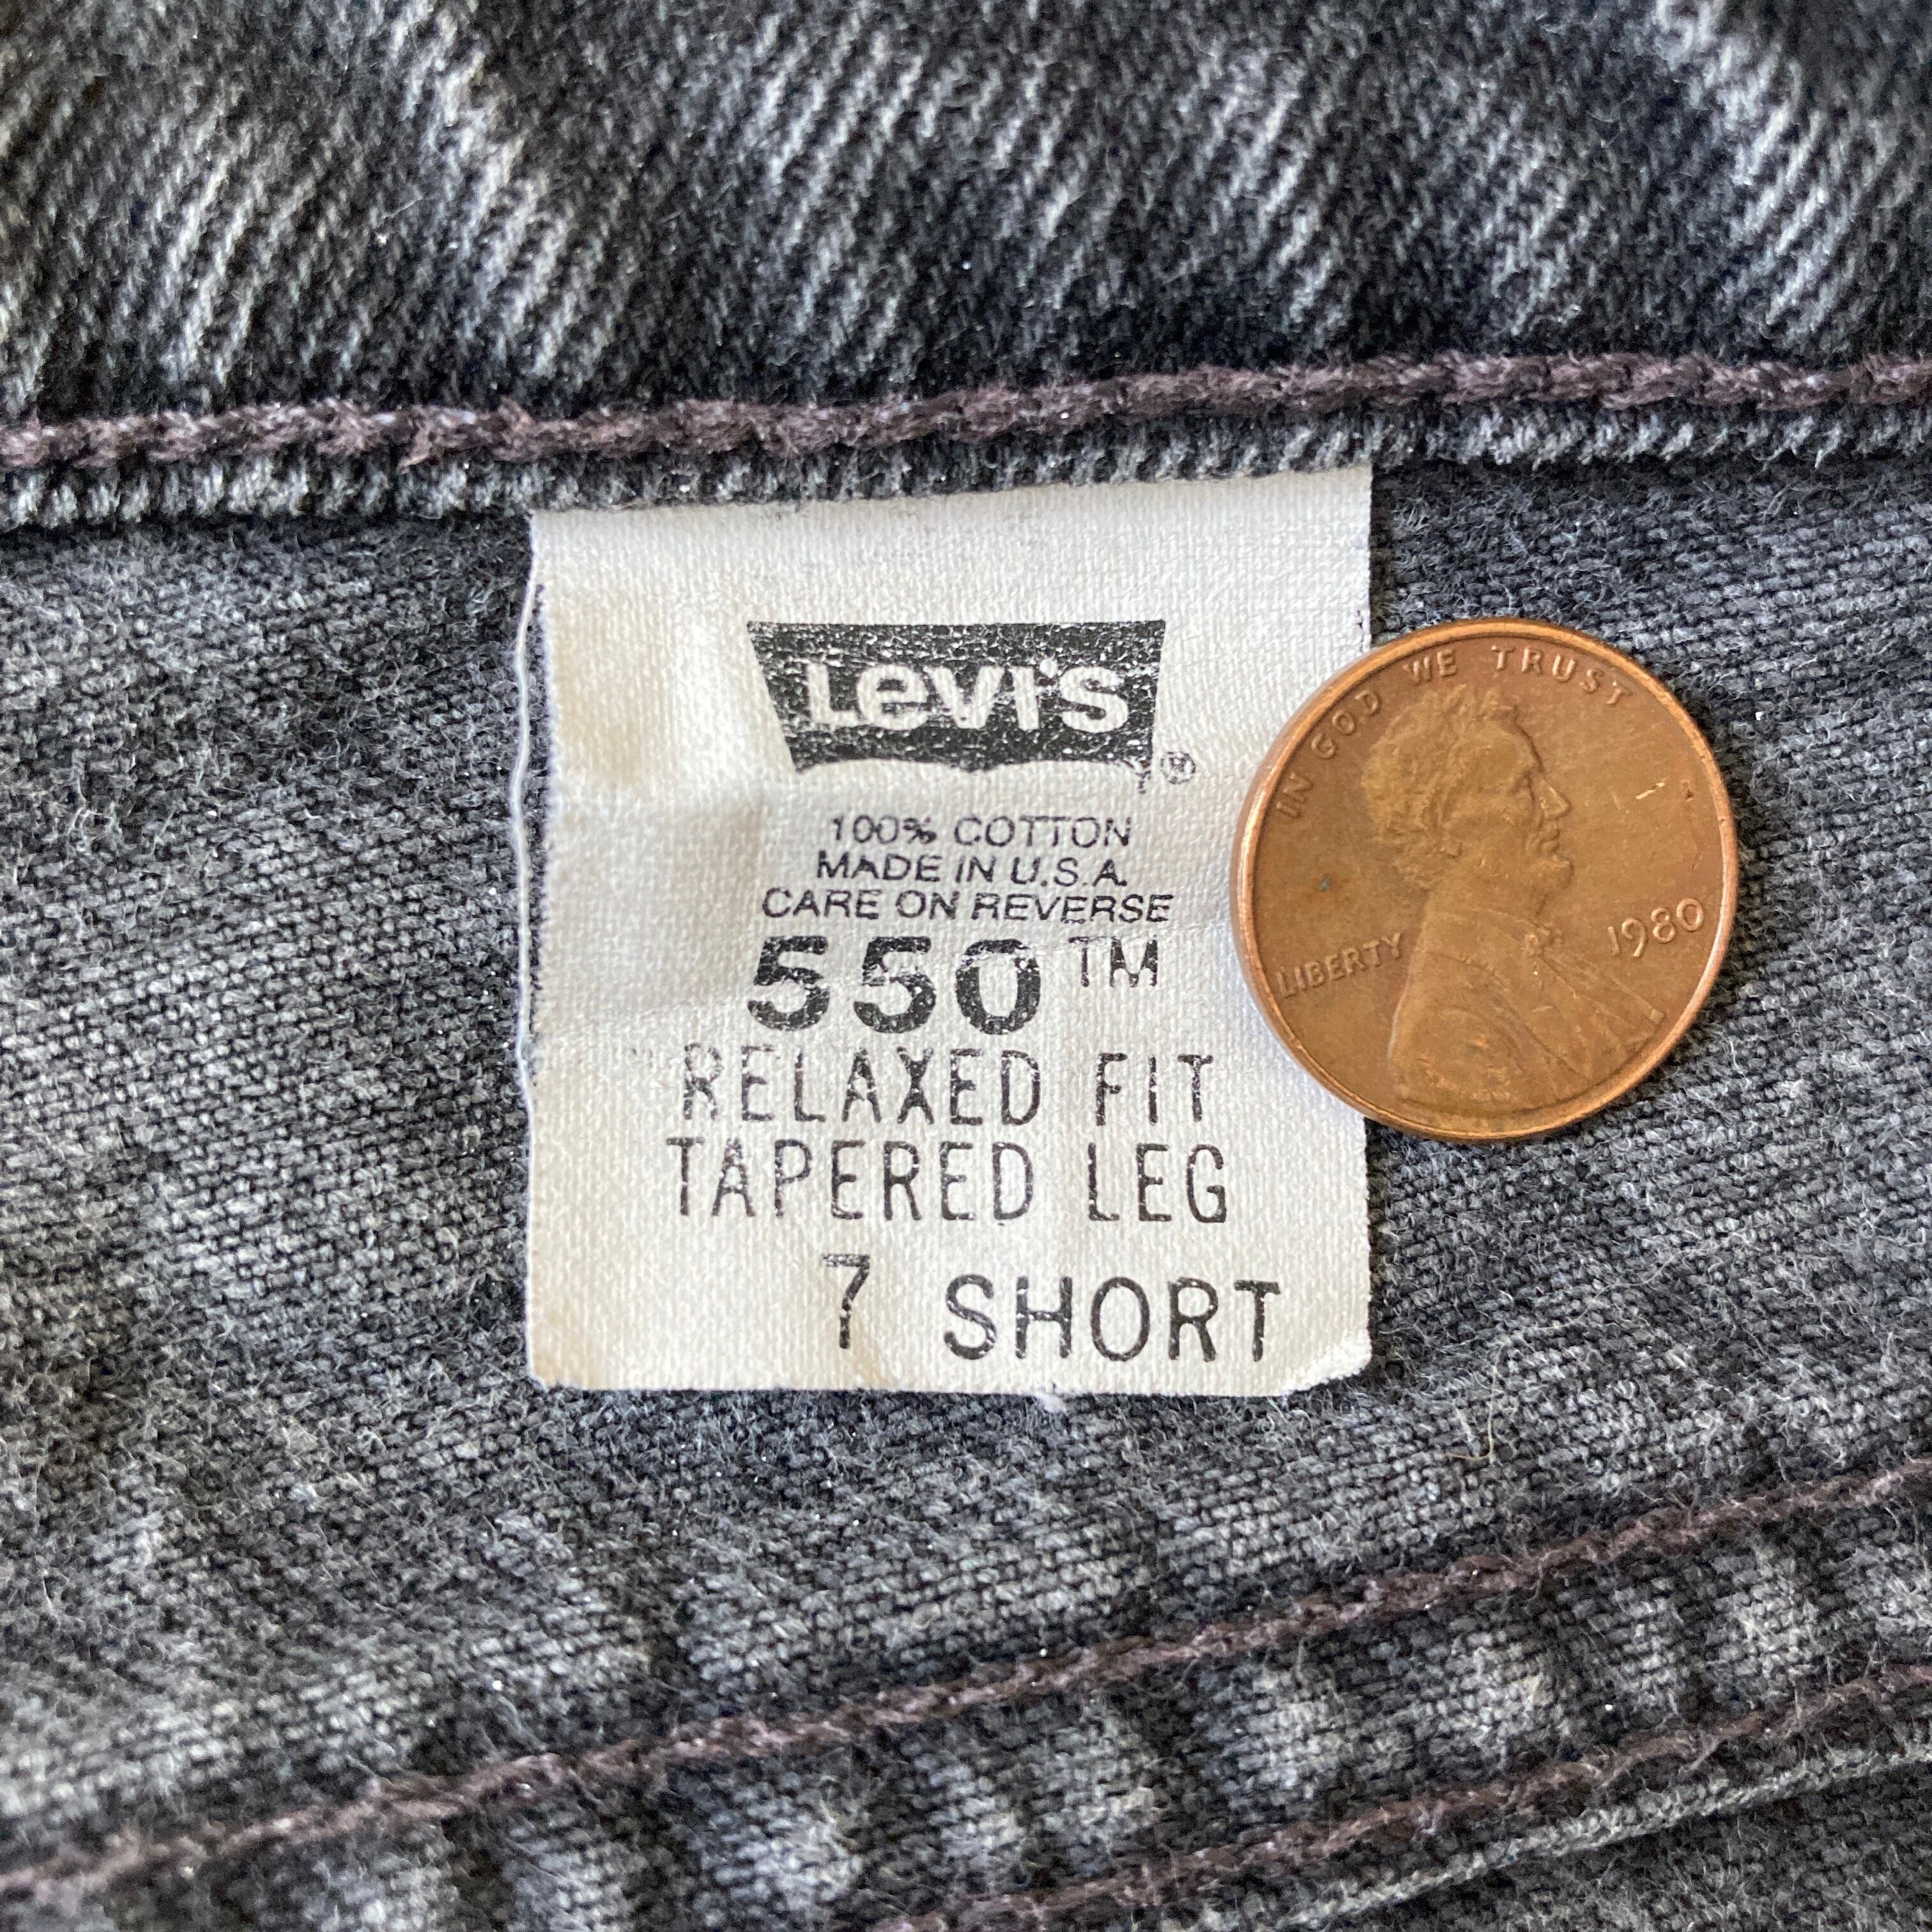 LEVI'S ®
100% COTTON
MADE IN U.S.A.
CARE ON REVERSE
550™
RELAXED FIT
TAPERED LEG
7 SHORT
IN GOD WE TRUST
LIBERTY
1980